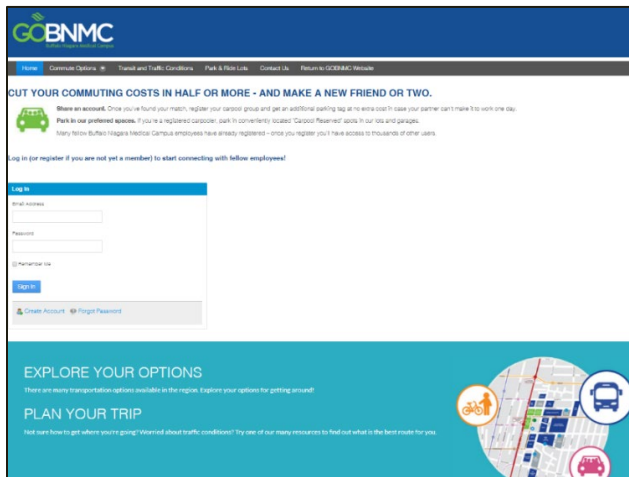 GOBNMC
Buffalo Niagara Medical Campus
Home Commute Options Transit and Traffic Conditions Park & Ride Lots Contact Us Return to GOBNMC Website
CUT YOUR COMMUTING COSTS IN HALF OR MORE - AND MAKE A NEW FRIEND OR TWO.
Share an account. Once you've found your match, register your carpool group and get an additional parking tag at no extra cost in case your partner can't make it to work one day.
Park in our preferred spaces. If you're a registered carpooler, park in conveniently located "Carpool Reserved" spots in our lots and garages.
Many fellow Buffalo Niagara Medical Campus employees have already registered – once you register you'll have access to thousands of other users.
Log in (or register if you are not yet a member) to start connecting with fellow employees!
Log In
Email Address
Password
Remember Me
Sign In
Create Account Forgot Password
EXPLORE YOUR OPTIONS
There are many transportation options available in the region. Explore your options for getting around!
PLAN YOUR TRIP
Not sure how to get where you're going? Worried about traffic conditions? Try one of our many resources to find out what is the best route for you.